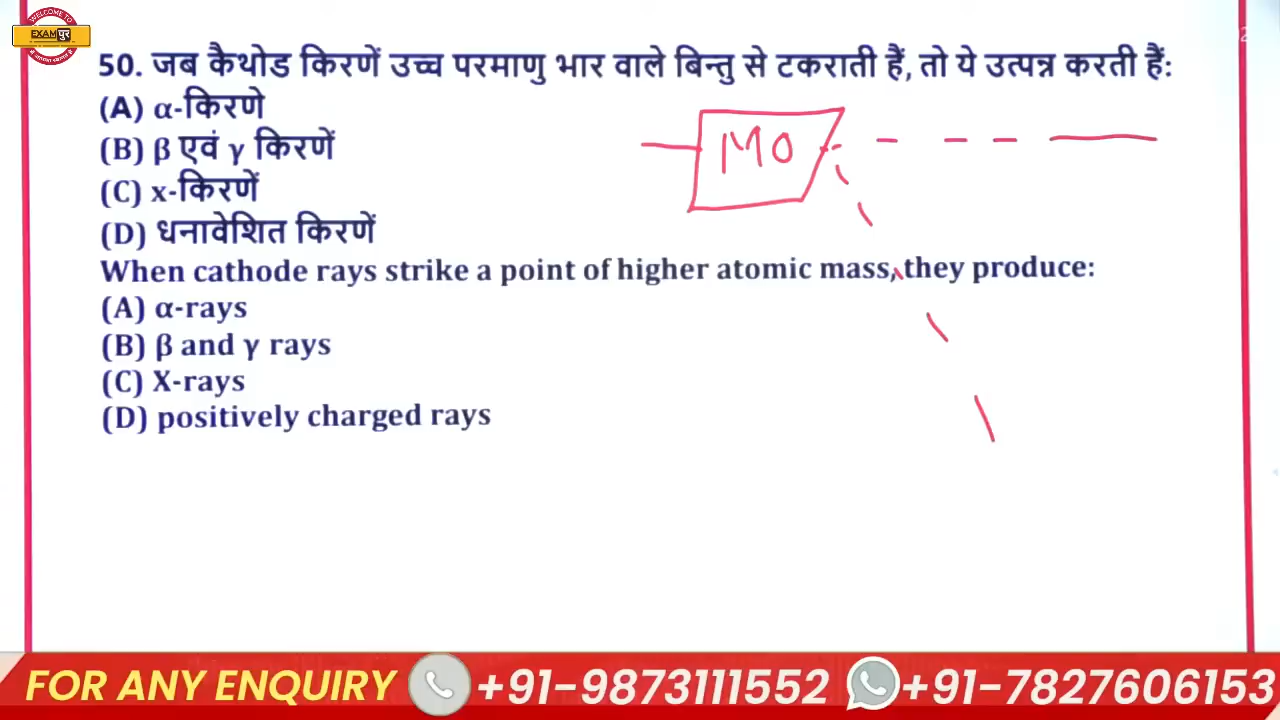 WELCOME TO
EXAM पुर
50. जब कैथोड किरणें उच्च परमाणु भार वाले बिन्तु से टकराती हैं, तो ये उत्पन्न करती हैं:
(A) α-किरणे
(B) β एवं γ किरणें
(C) x-किरणें
(D) धनावेशित किरणें
When cathode rays strike a point of higher atomic mass, they produce:
(A) α-rays
(B) β and γ rays
(C) X-rays
(D) positively charged rays
MO
FOR ANY ENQUIRY +91-9873111552 +91-7827606153